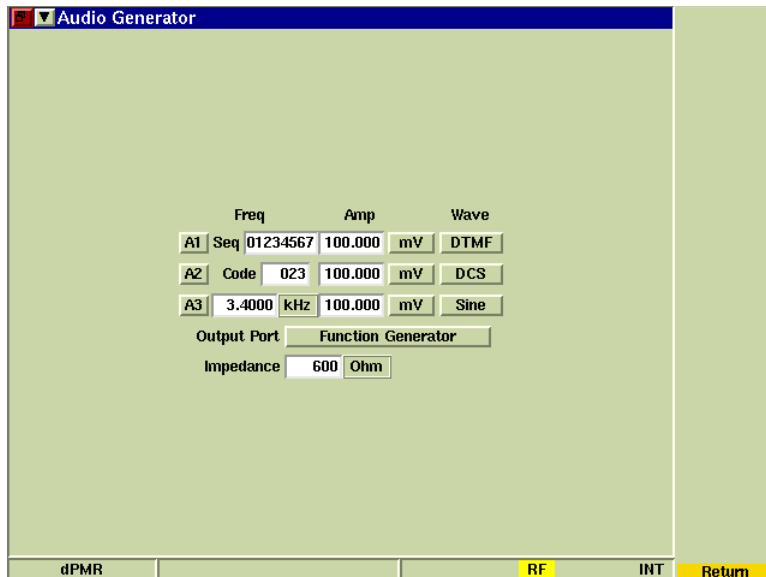 Audio Generator
Freq Amp Wave
A1 Seq 01234567 100.000 mV DTMF
A2 Code 023 100.000 mV DCS
A3 3.4000 kHz 100.000 mV Sine
Output Port Function Generator
Impedance 600 Ohm
dPMR RF INT Return